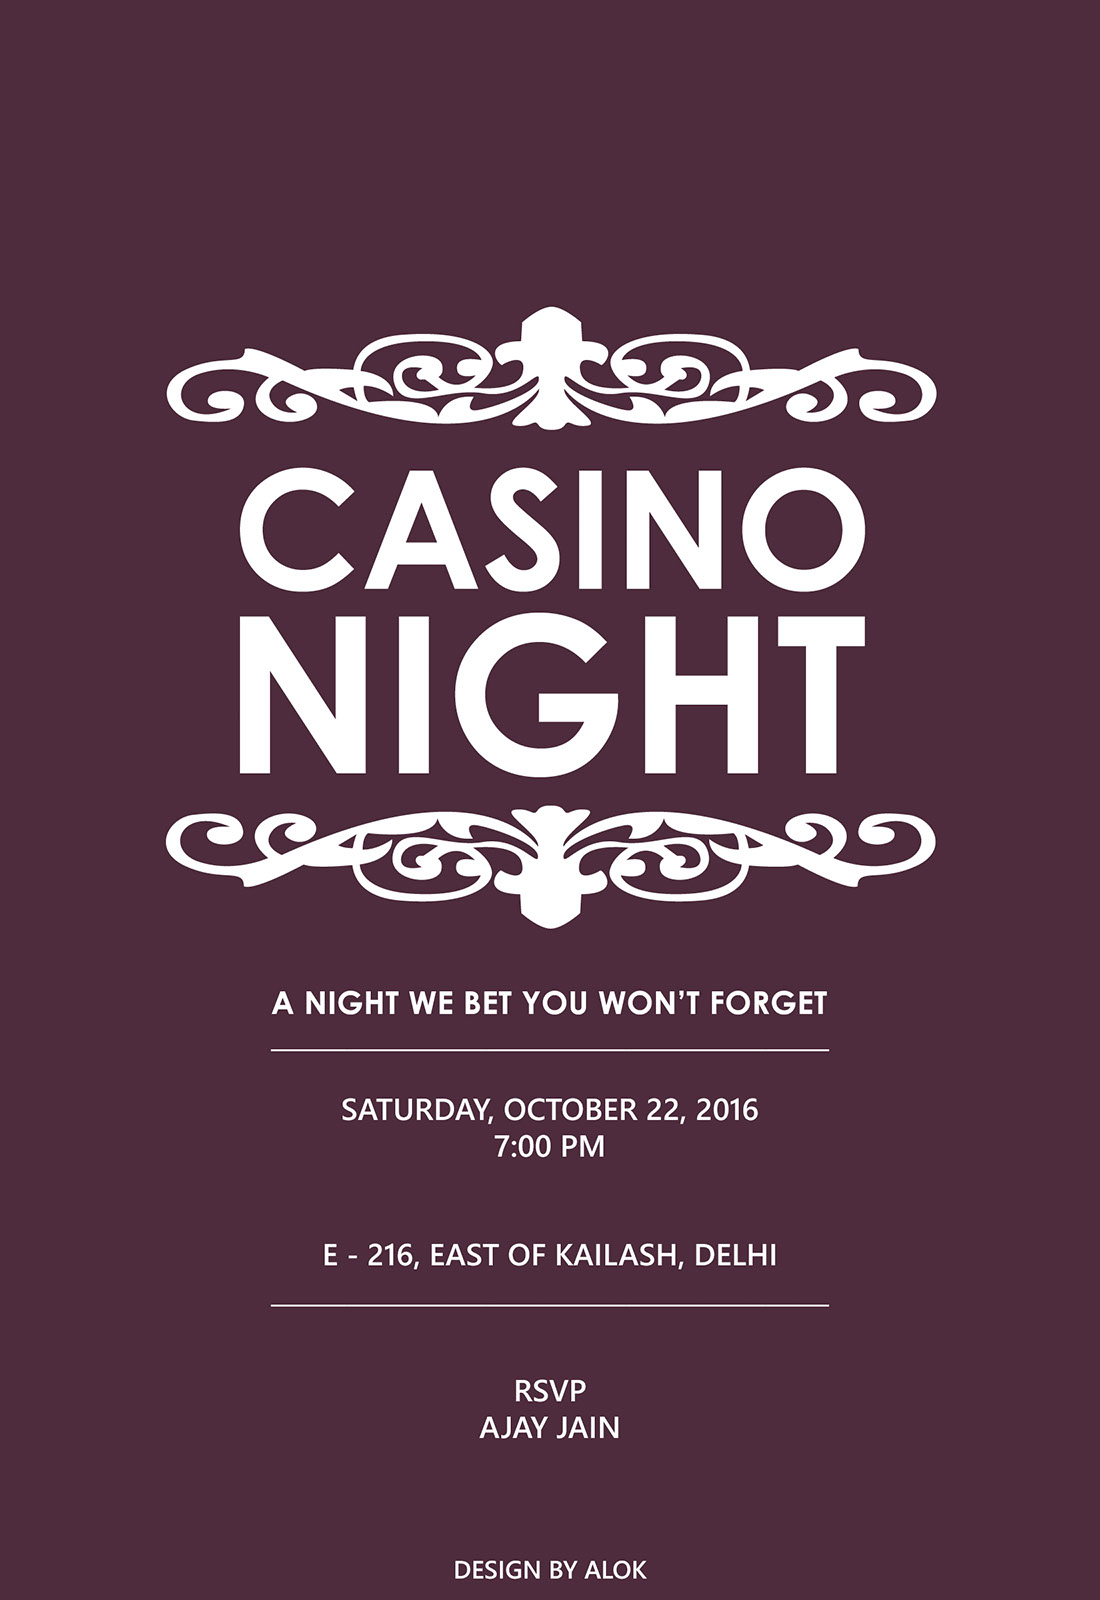 CASINO
NIGHT
A NIGHT WE BET YOU WON’T FORGET
SATURDAY, OCTOBER 22, 2016
7:00 PM
E - 216, EAST OF KAILASH, DELHI
RSVP
AJAY JAIN
DESIGN BY ALOK